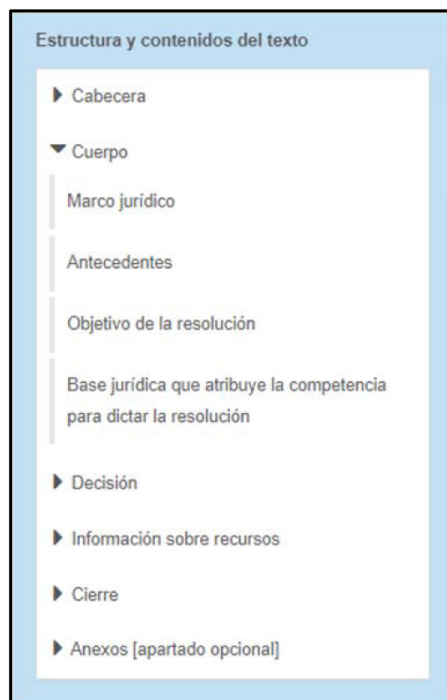 Estructura y contenidos del texto
Cabecera
Cuerpo
Marco jurídico
Antecedentes
Objetivo de la resolución
Base jurídica que atribuye la competencia
para dictar la resolución
Decisión
Información sobre recursos
Cierre
Anexos [apartado opcional]